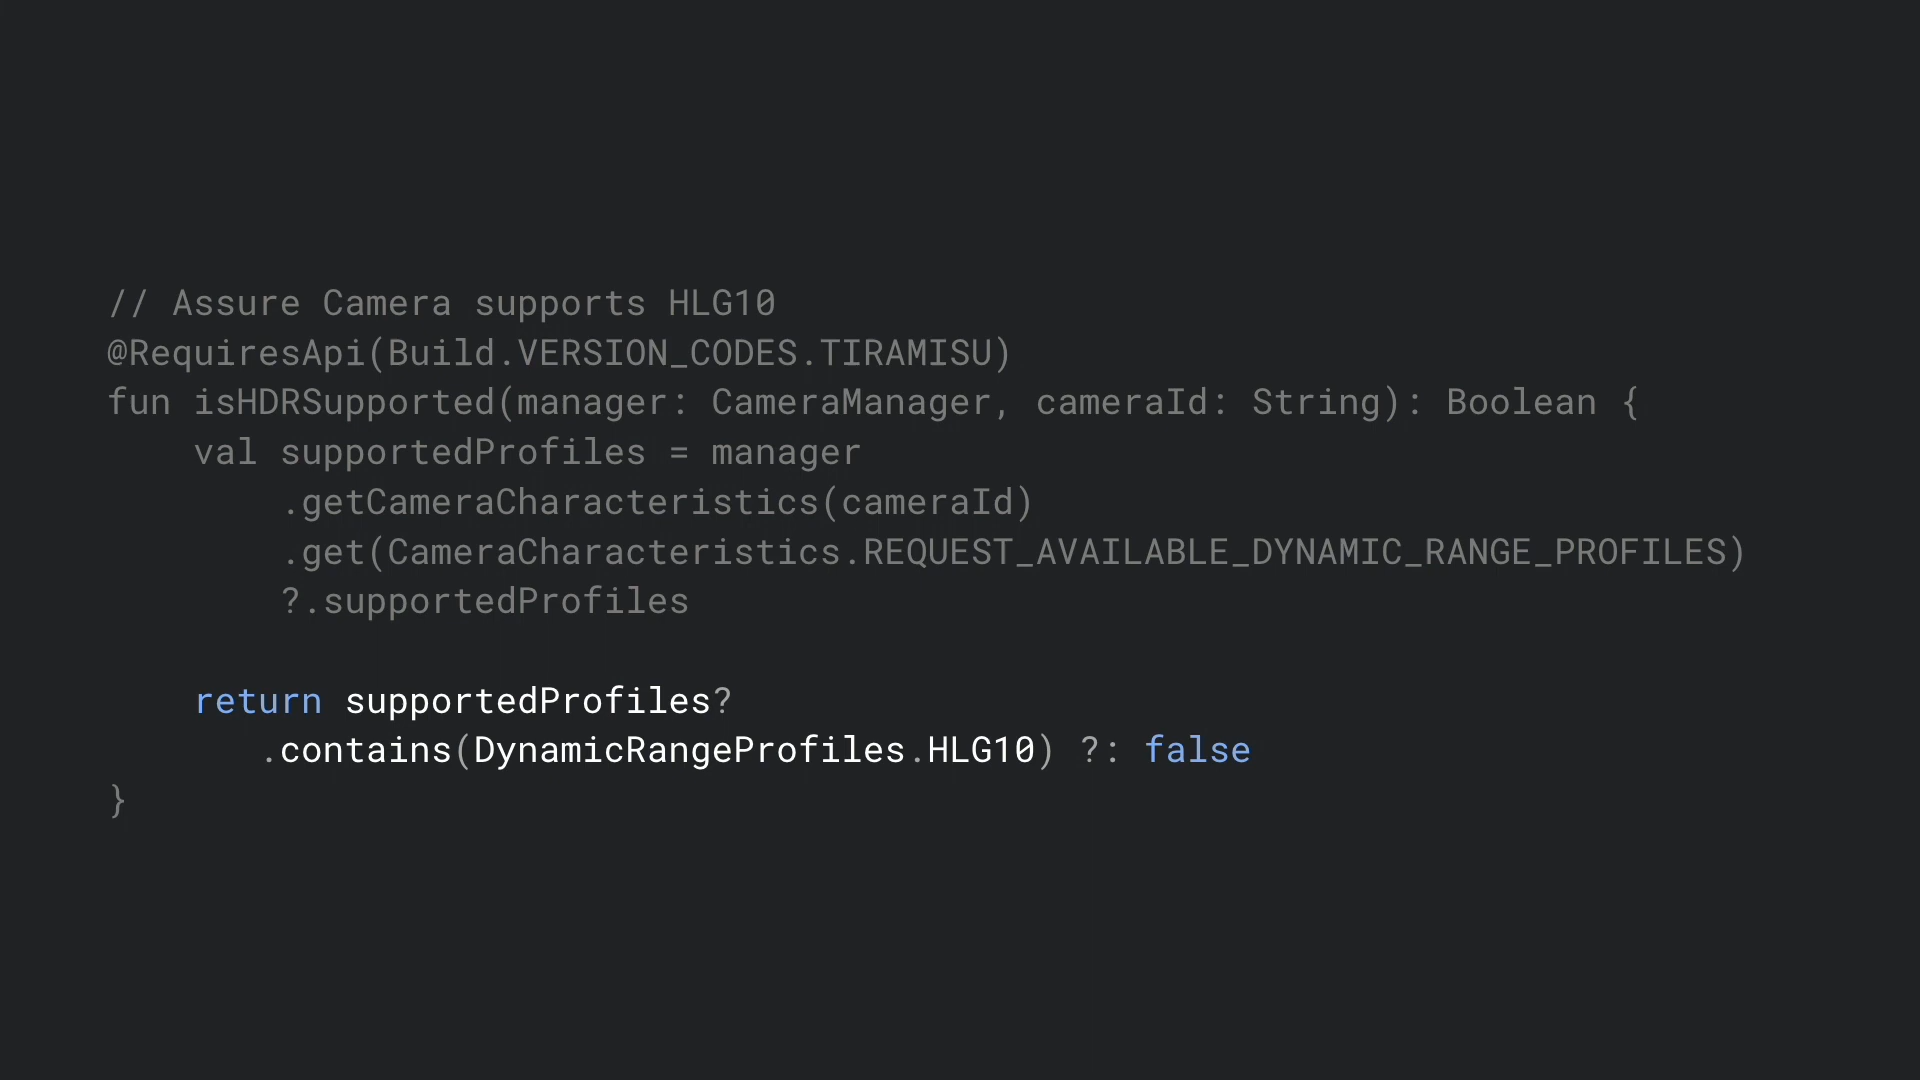 // Assure Camera supports HLG10
@RequiresApi(Build.VERSION_CODES.TIRAMISU)
fun isHDRSupported(manager: CameraManager, cameraId: String): Boolean {
    val supportedProfiles = manager
        .getCameraCharacteristics(cameraId)
        .get(CameraCharacteristics.REQUEST_AVAILABLE_DYNAMIC_RANGE_PROFILES)
        ?.supportedProfiles
    return supportedProfiles?
       .contains(DynamicRangeProfiles.HLG10) ?: false
}